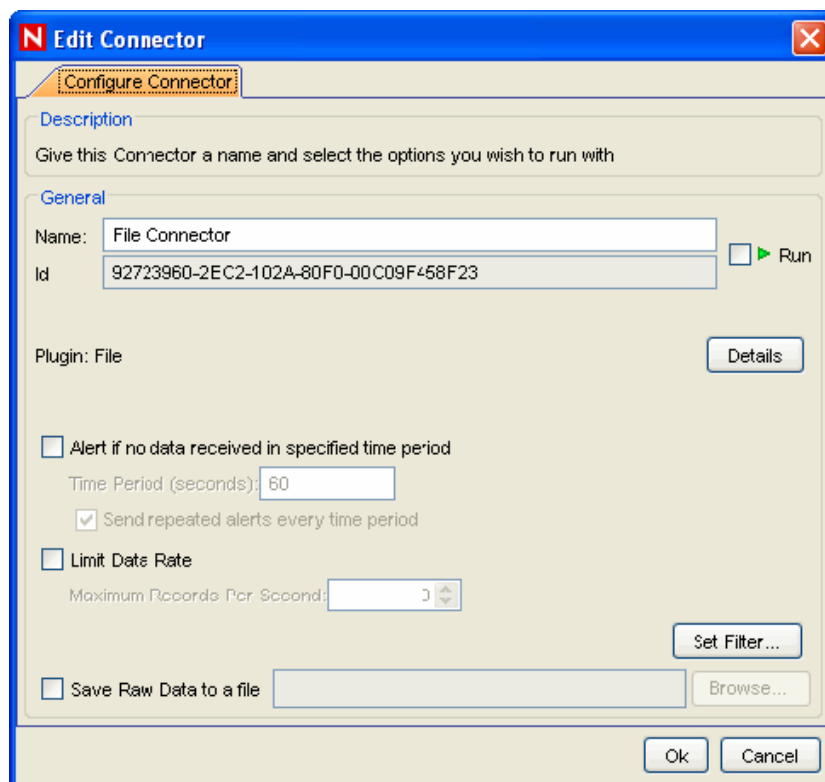 N Edit Connector
Configure Connector
Description
Give this Connector a name and select the options you wish to run with
General
Name: File Connector
Run
Id 92723960-2EC2-102A-80F0-00C09F458F23
Plugin: File Details
Alert if no data received in specified time period
Time Period (seconds): 60
Send repeated alerts every time period
Limit Data Rate
Maximum Records Per Second: 0
Set Filter...
Save Raw Data to a file Browse...
Ok Cancel